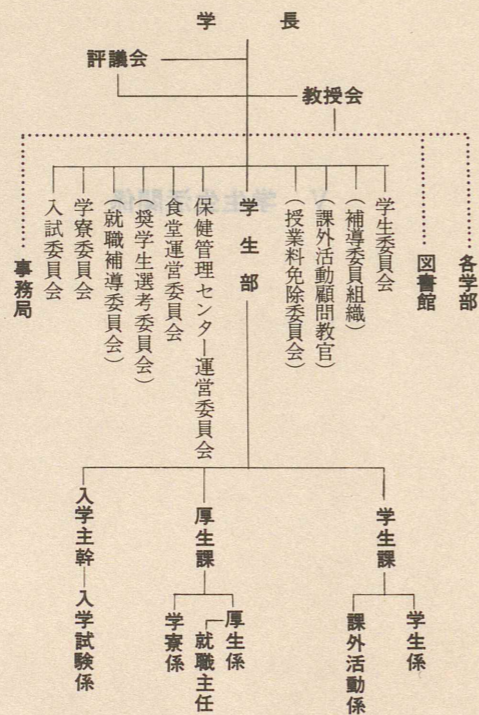 学長
評議会
教授会
各学部
図書館
学生委員会
(補導委員組織)
(課外活動顧問教官)
(授業料免除委員会)
学生部
保健管理センター運営委員会
食堂運営委員会
奨学生選考委員会)
就職補導委員会)
学寮委員会
入試委員会
事務局
学生課
学生係
課外活動係
厚生課
厚生係
就職主任
学寮係
入学主幹―入学試験係